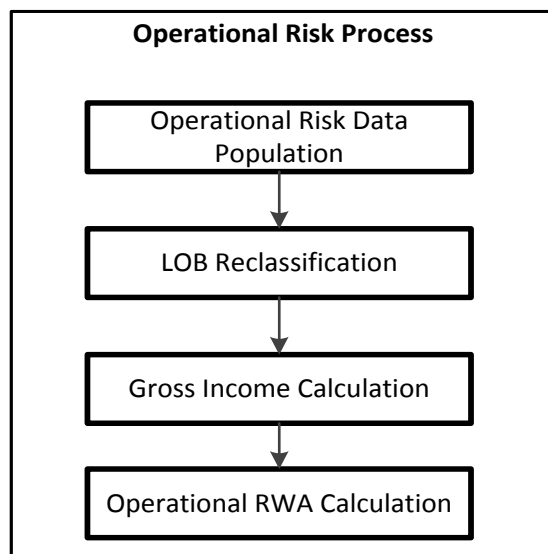 Operational Risk Process
Operational Risk Data
Population
LOB Reclassification
Gross Income Calculation
Operational RWA Calculation